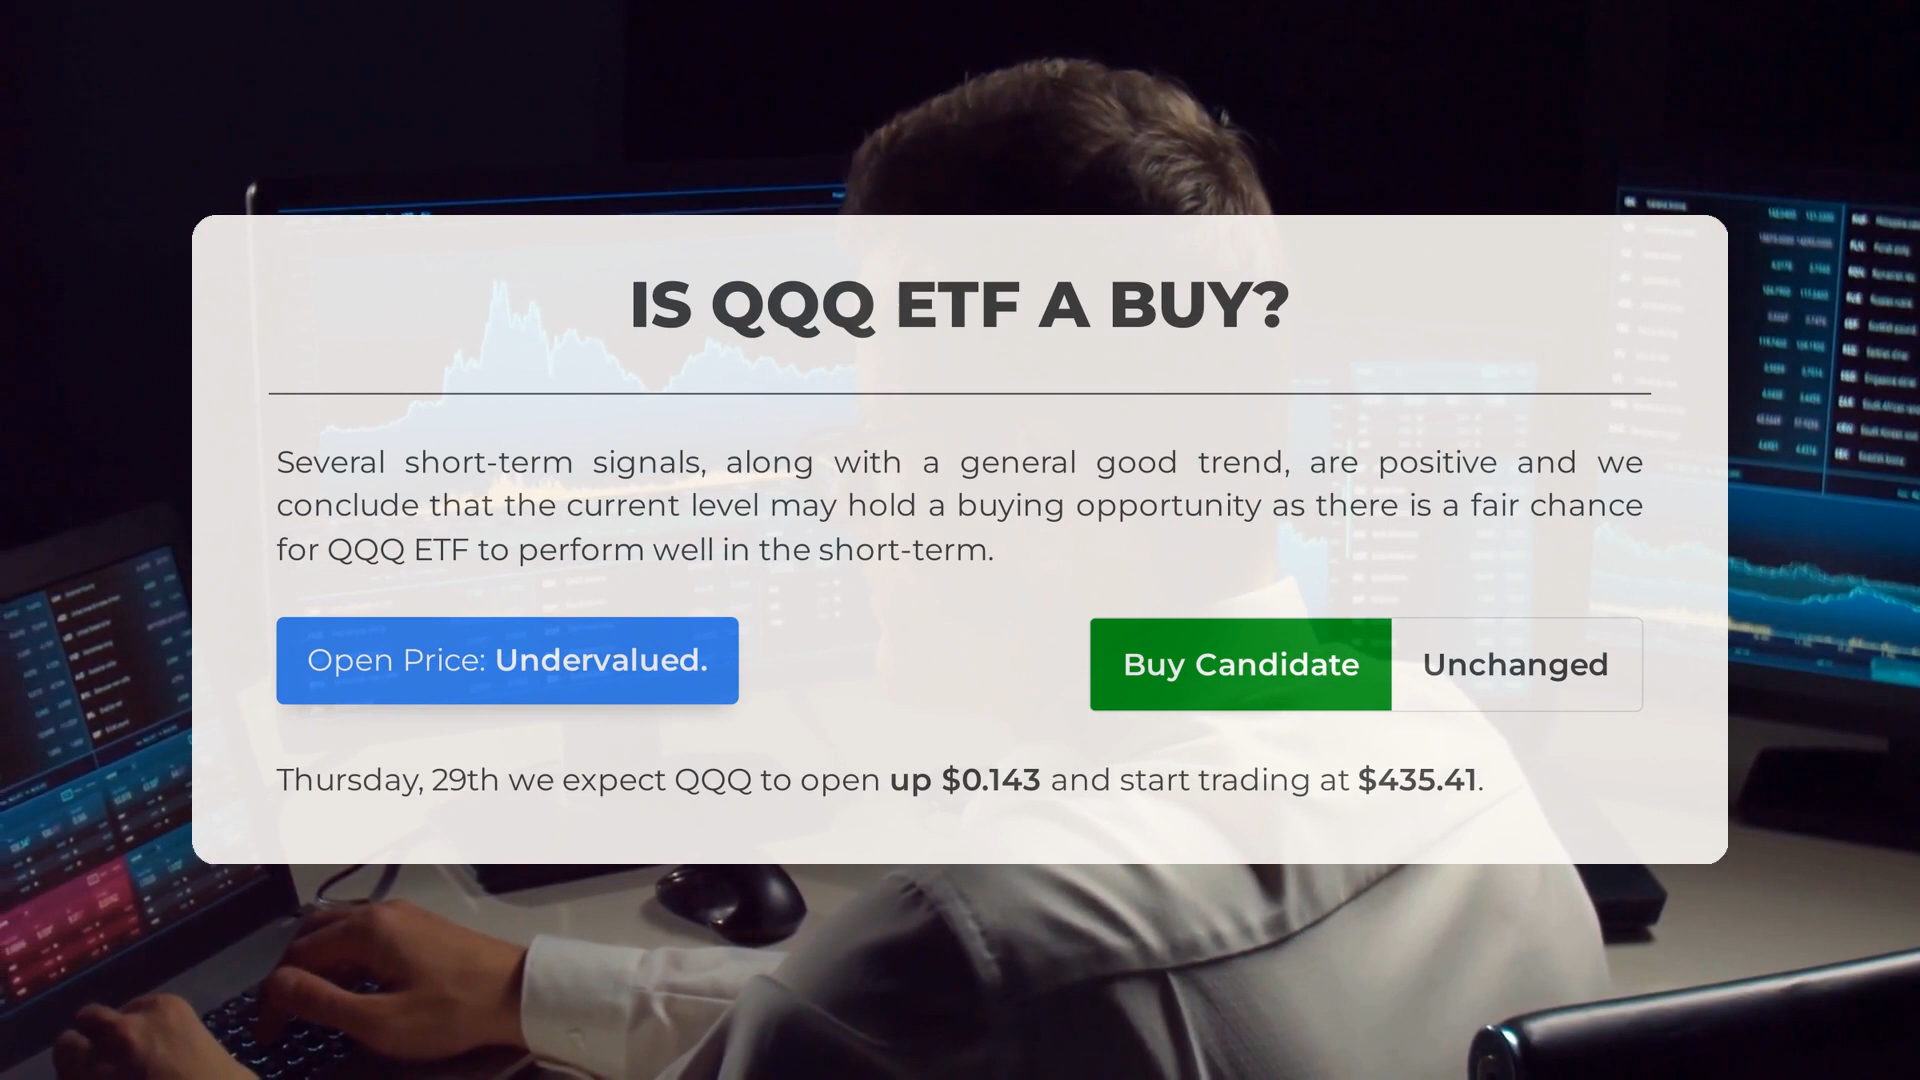 IS QQQ ETF A BUY?
Several short-term signals, along with a general good trend, are positive and we
conclude that the current level may hold a buying opportunity as there is a fair chance
for QQQ ETF to perform well in the short-term.
Open Price: Undervalued.
Buy Candidate Unchanged
Thursday, 29th we expect QQQ to open up $0.143 and start trading at $435.41.